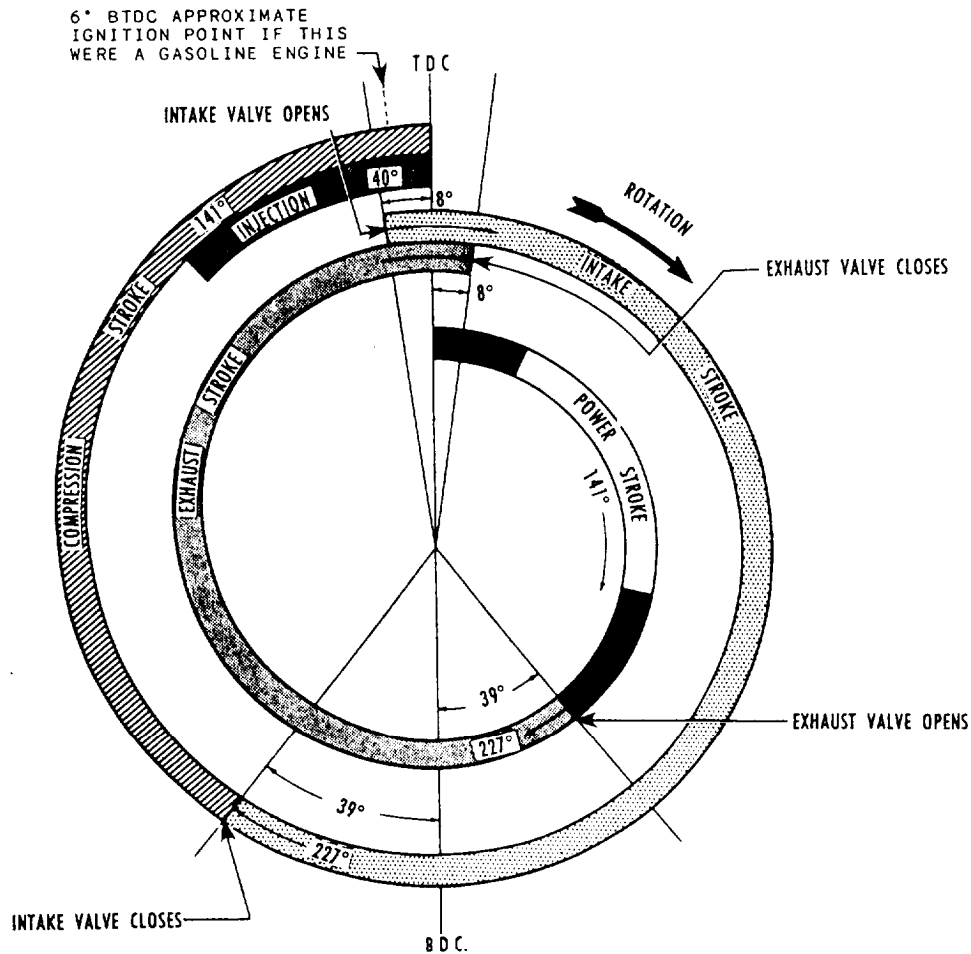 6° BTDC APPROXIMATE
IGNITION POINT IF THIS
WERE A GASOLINE ENGINE
TDC
INTAKE VALVE OPENS
40°
8°
141°
INJECTION
ROTATION
INTAKE
EXHAUST VALVE CLOSES
8°
STROKE
STROKE
STROKE
POWER
STROKE
141°
COMPRESSION
EXHAUST
39°
EXHAUST VALVE OPENS
227°
39°
227°
INTAKE VALVE CLOSES
BDC.